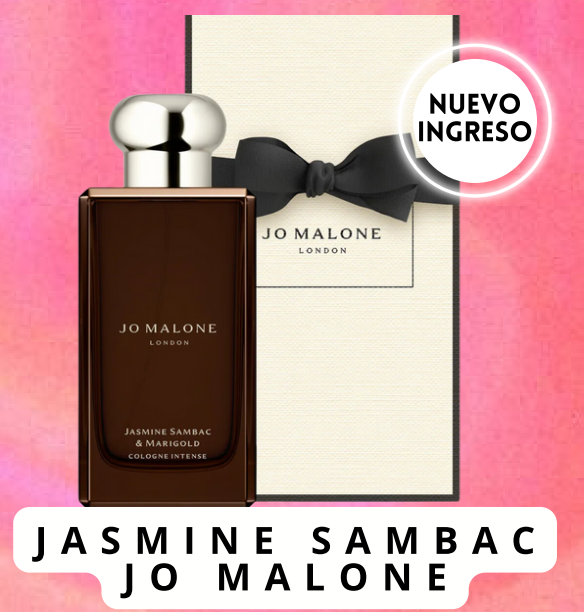 NUEVO
INGRESO
JO MALONE
LONDON
JO MALONE
LONDON
JASMINE SAMBAC
& MARIGOLD
COLOGNE INTENSE
JASMINE SAMBAC
JO MALONE